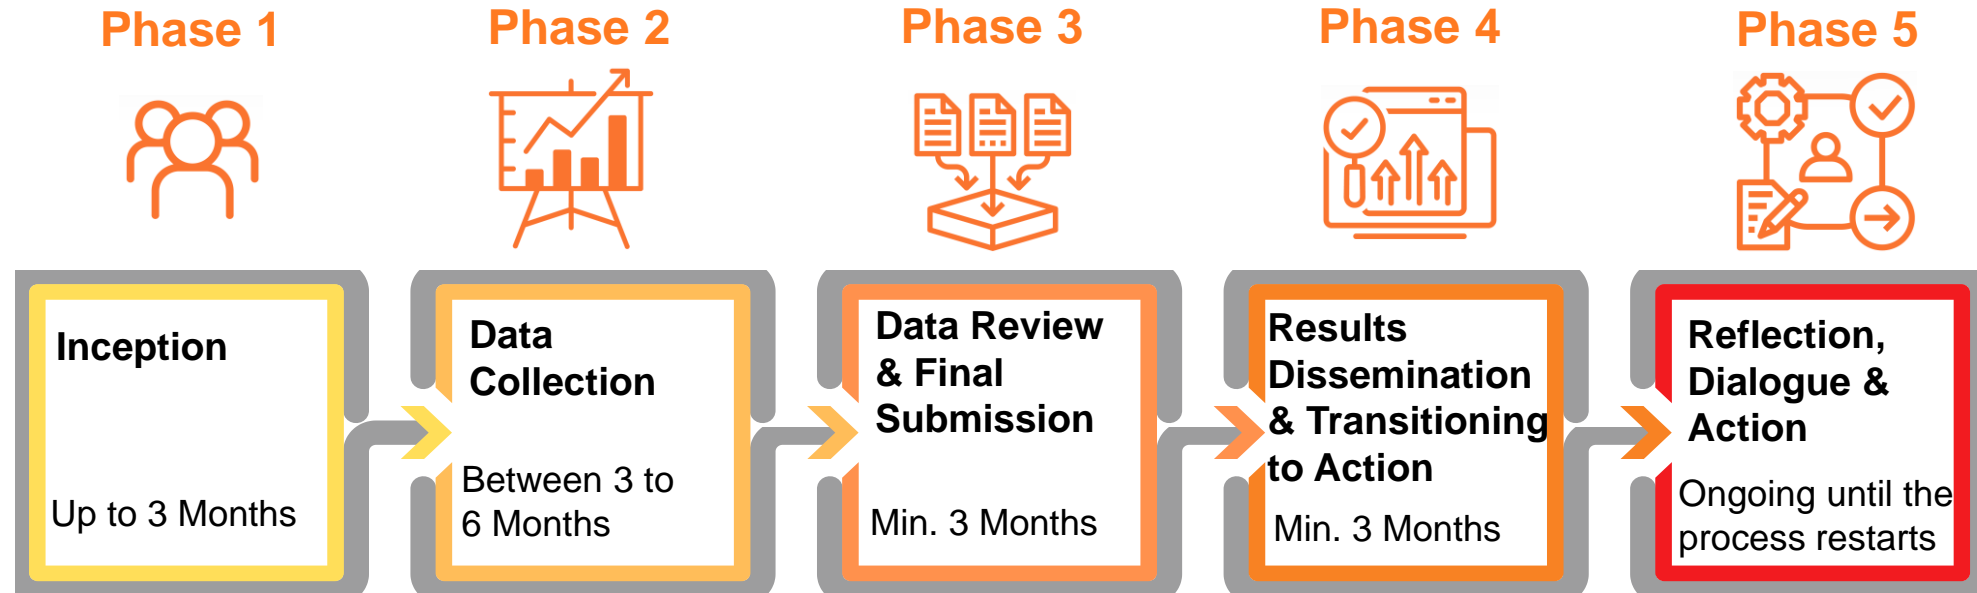 Phase 1
Phase 2
Phase 3
Phase 4
Phase 5
Inception
Up to 3 Months
Data
Collection
Between 3 to
6 Months
Data Review
& Final
Submission
Min. 3 Months
Results
Dissemination
& Transitioning
to Action
Min. 3 Months
Reflection,
Dialogue &
Action
Ongoing until the
process restarts